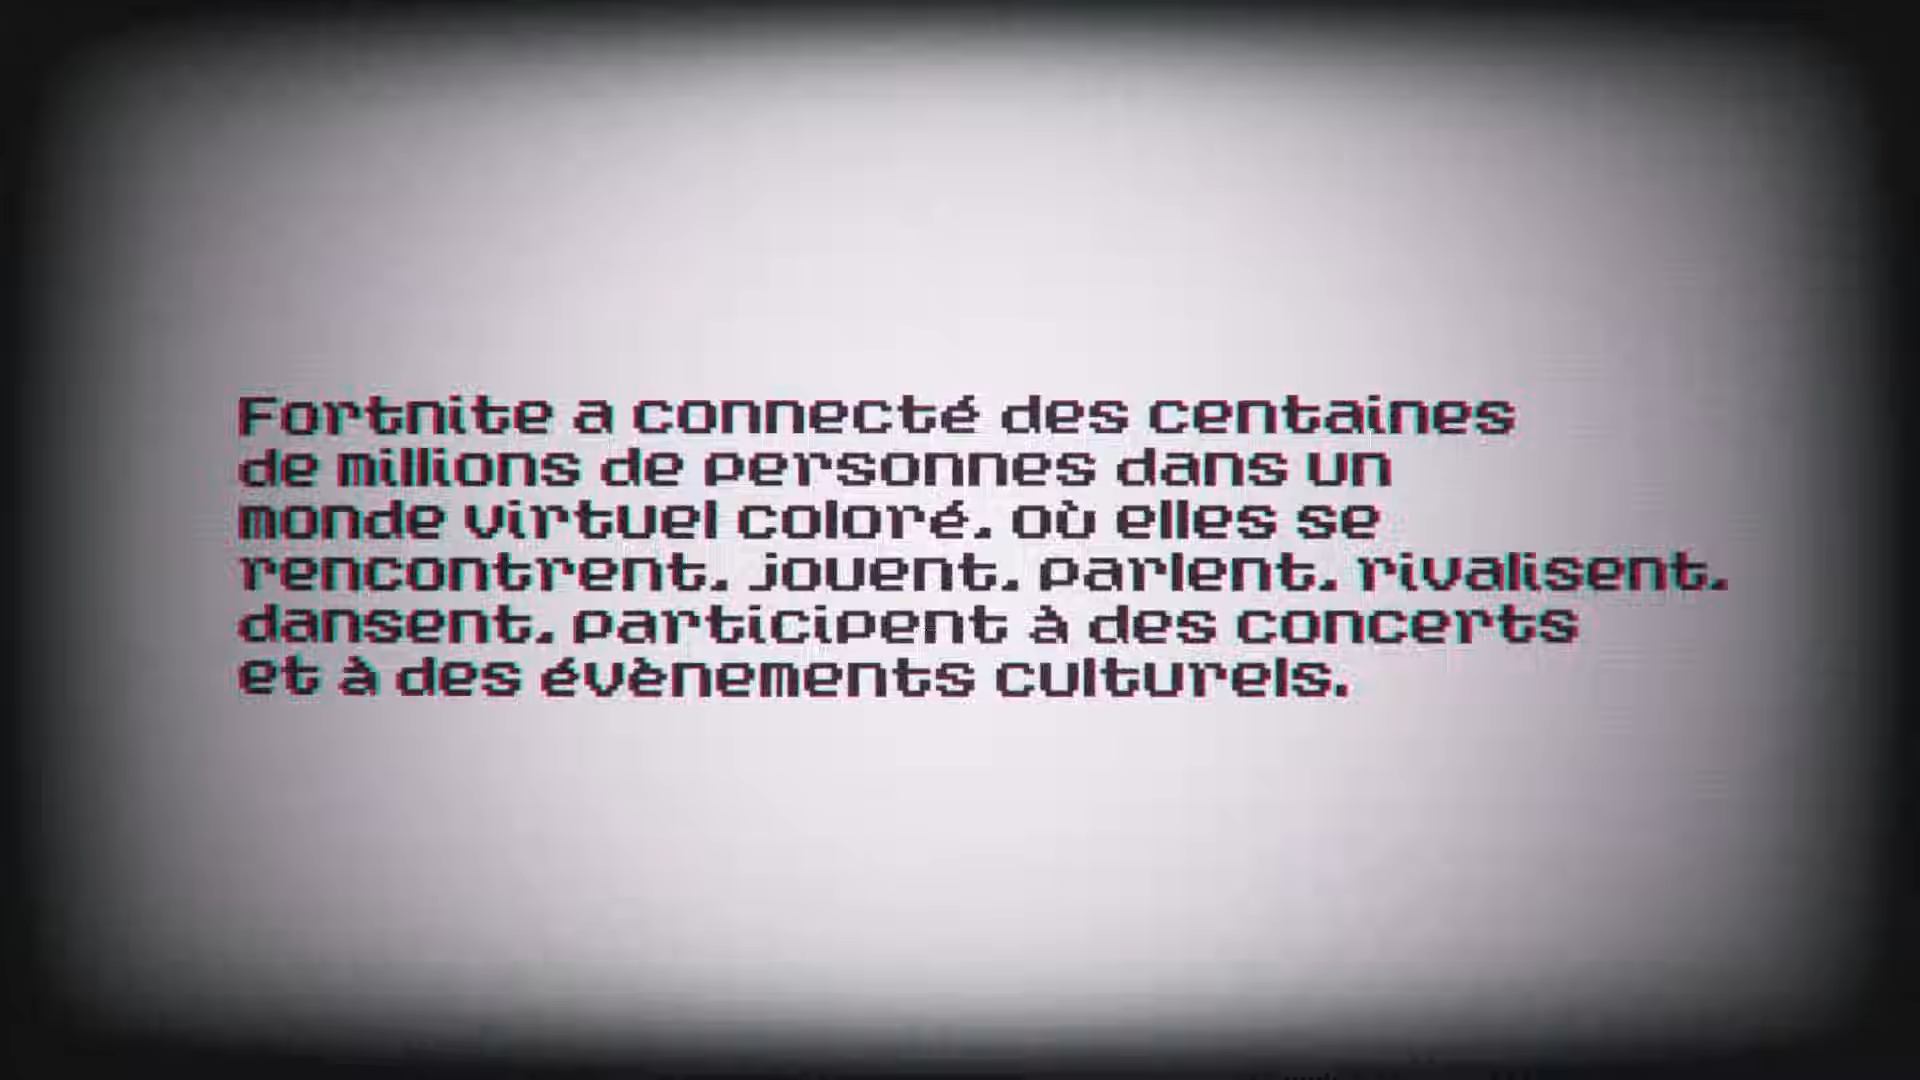 Fortnite a connecté des centaines
de millions de personnes dans un
monde virtuel coloré, où elles se
rencontrent, jouent, parlent, rivalisent,
dansent, participent à des concerts
et à des évènements culturels.